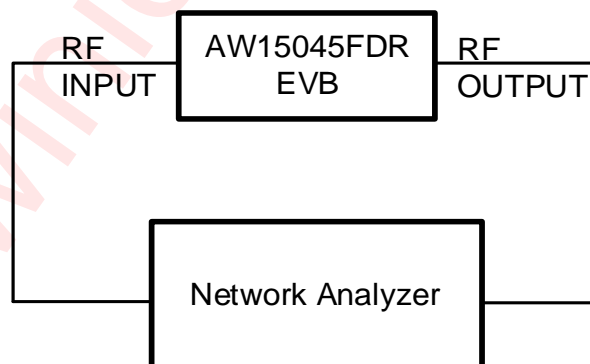 RF
INPUT
AW15045FDR
EVB
RF
OUTPUT
Network Analyzer